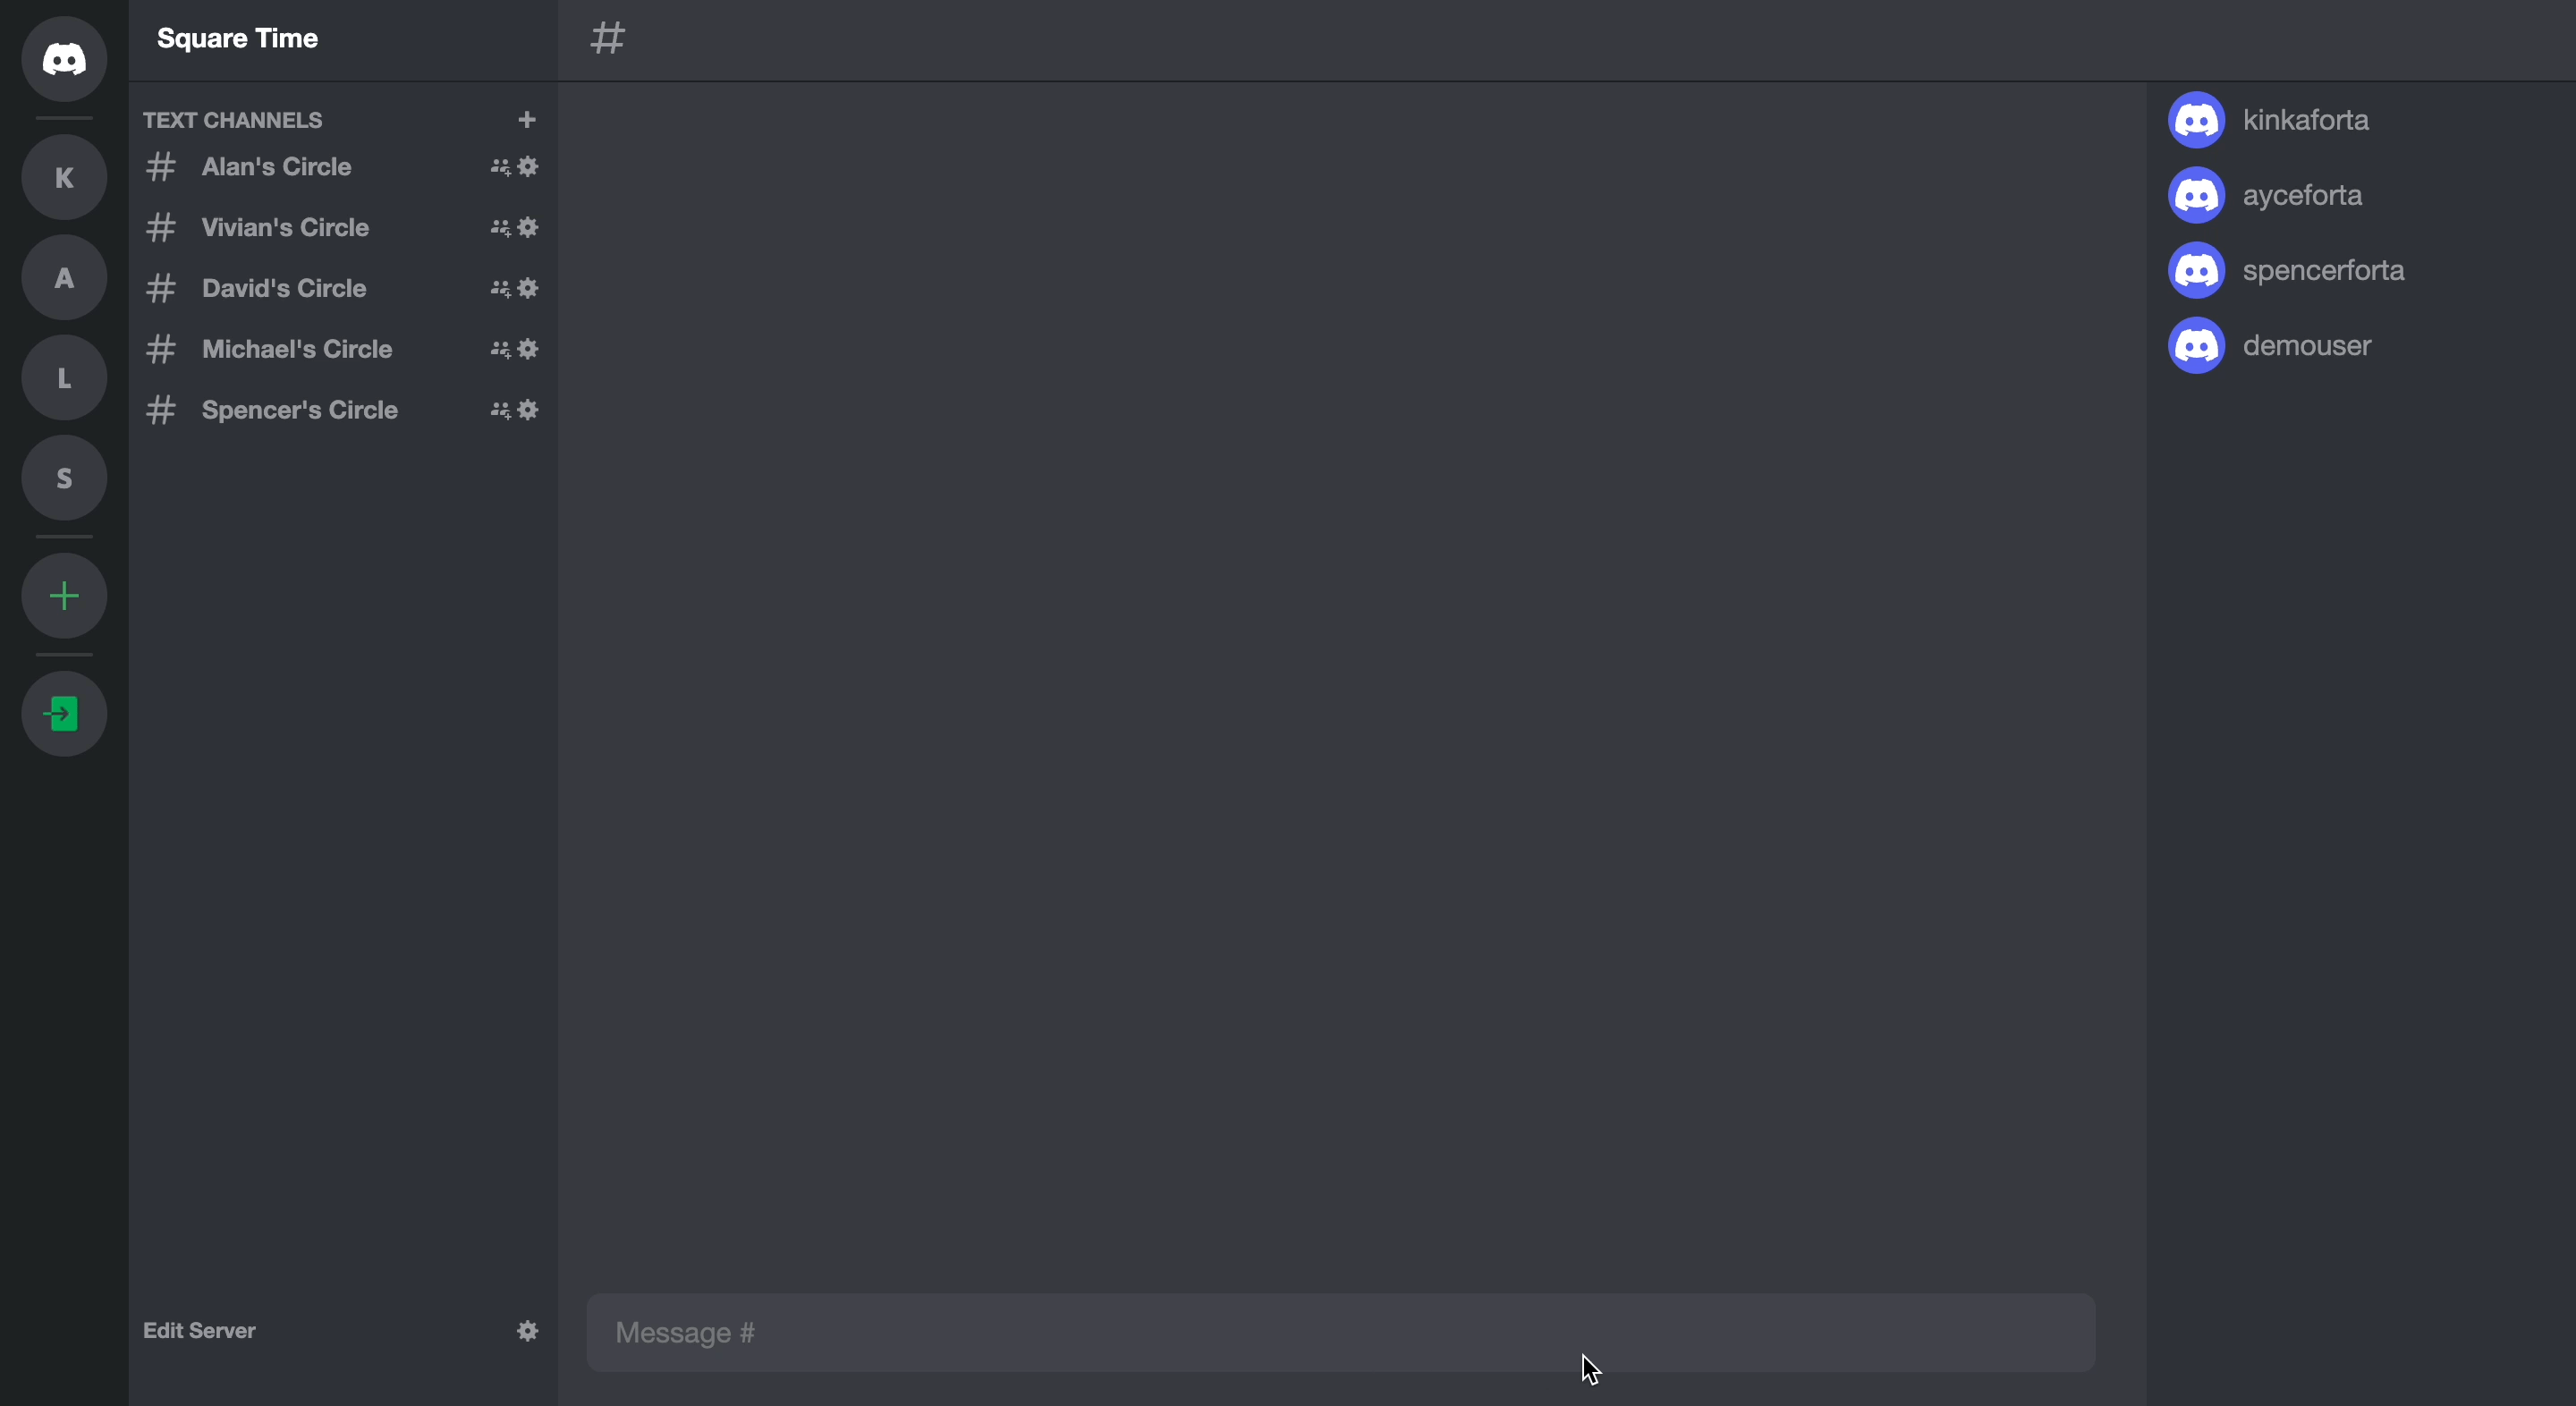 Square Time
#
TEXT CHANNELS +
# Alan's Circle
# Vivian's Circle
# David's Circle
# Michael's Circle
# Spencer's Circle
K
A
L
S
+
Edit Server
Message #
kinkaforta
ayceforta
spencerforta
demouser